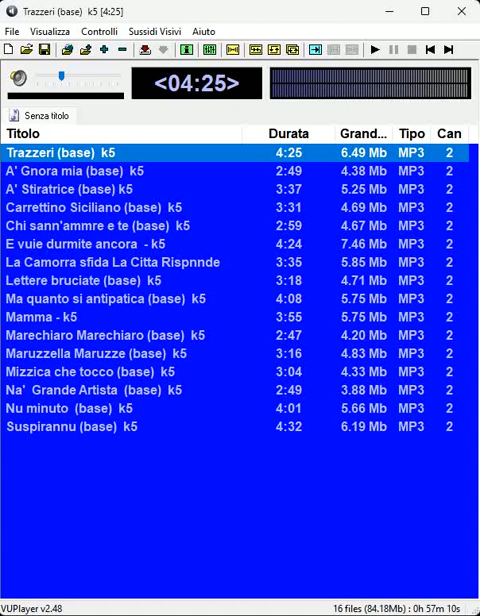 Trazzeri (base)  k5 [4:25]
File Visualizza Controlli Sussidi Visivi Aiuto
<04:25>
Senza titolo
Titolo Durata Grand... Tipo Can
Trazzeri (base)  k5 4:25 6.49 Mb MP3 2
A' Gnora mia (base)  k5 2:49 4.38 Mb MP3 2
A' Stiratrice (base) k5 3:37 5.25 Mb MP3 2
Carrettino Siciliano (base)  k5 3:31 4.69 Mb MP3 2
Chi sann'ammre e te (base)  k5 2:59 4.67 Mb MP3 2
E vuie durmite ancora  - k5 4:24 7.46 Mb MP3 2
La Camorra sfida La Citta Rispnnde 3:35 5.85 Mb MP3 2
Lettere bruciate (base)  k5 3:18 4.71 Mb MP3 2
Ma quanto si antipatica (base)  k5 4:08 5.75 Mb MP3 2
Mamma - k5 3:55 5.75 Mb MP3 2
Marechiaro Marechiaro (base)  k5 2:47 4.20 Mb MP3 2
Maruzzella Maruzze (base)  k5 3:16 4.83 Mb MP3 2
Mizzica che tocco (base)  k5 3:04 4.33 Mb MP3 2
Na'  Grande Artista  (base)  k5 2:49 3.88 Mb MP3 2
Nu minuto  (base)  k5 4:01 5.66 Mb MP3 2
Suspirannu (base)  k5 4:32 6.19 Mb MP3 2
VUPlayer v2.48 16 files (84.18Mb) : 0h 57m 10s